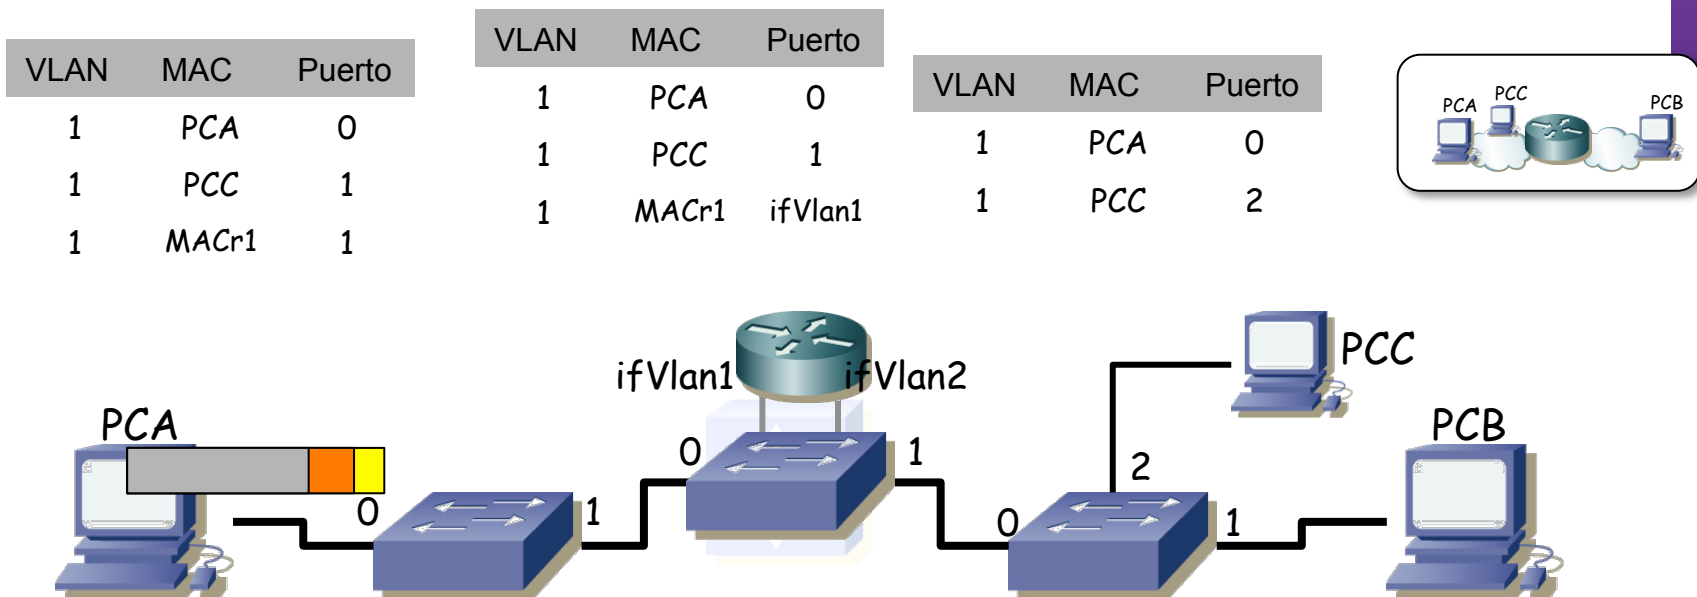 VLAN MAC Puerto
1 PCA 0
1 PCC 1
1 MACr1 1
VLAN MAC Puerto
1 PCA 0
1 PCC 1
1 MACr1 ifVlan1
VLAN MAC Puerto
1 PCA 0
1 PCC 2
PCA PCC PCB
ifVlan1 ifVlan2
PCC
PCA
PCB
0 1
2
0 1
0 1